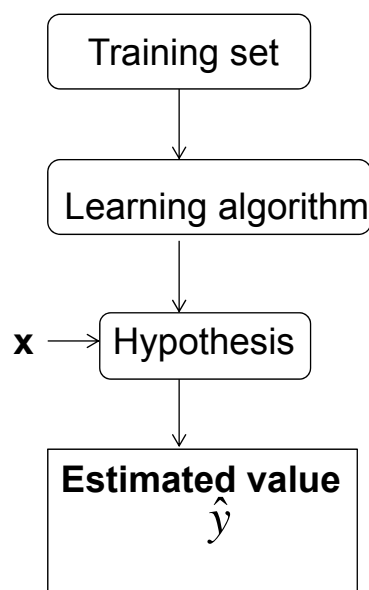 Training set
Learning algorithm
x
Hypothesis
Estimated value
ŷ